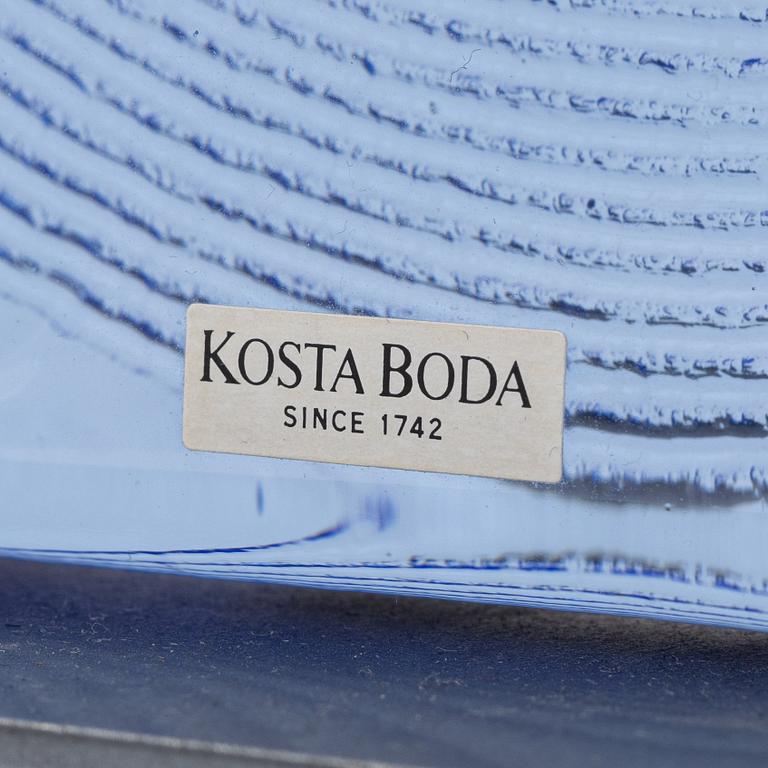 KOSTA BODA
SINCE 1742